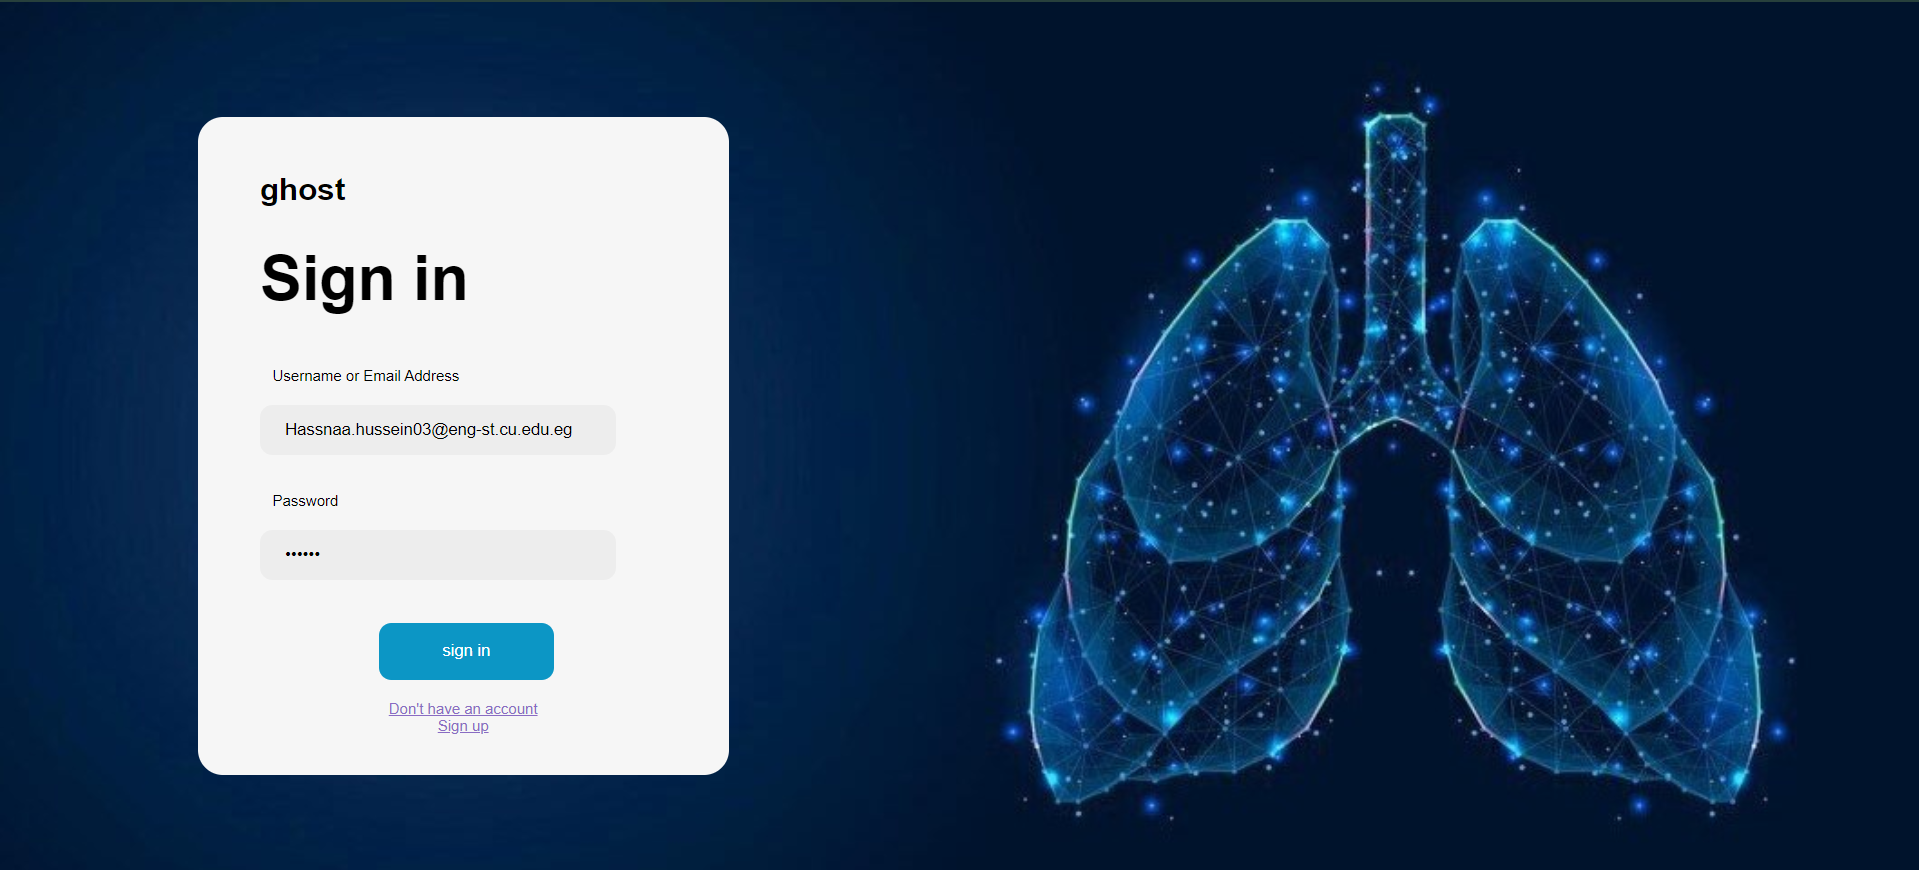 ghost
Sign in
Username or Email Address
Hassnaa.hussein03@eng-st.cu.edu.eg
Password
••••••
sign in
Don't have an account
Sign up